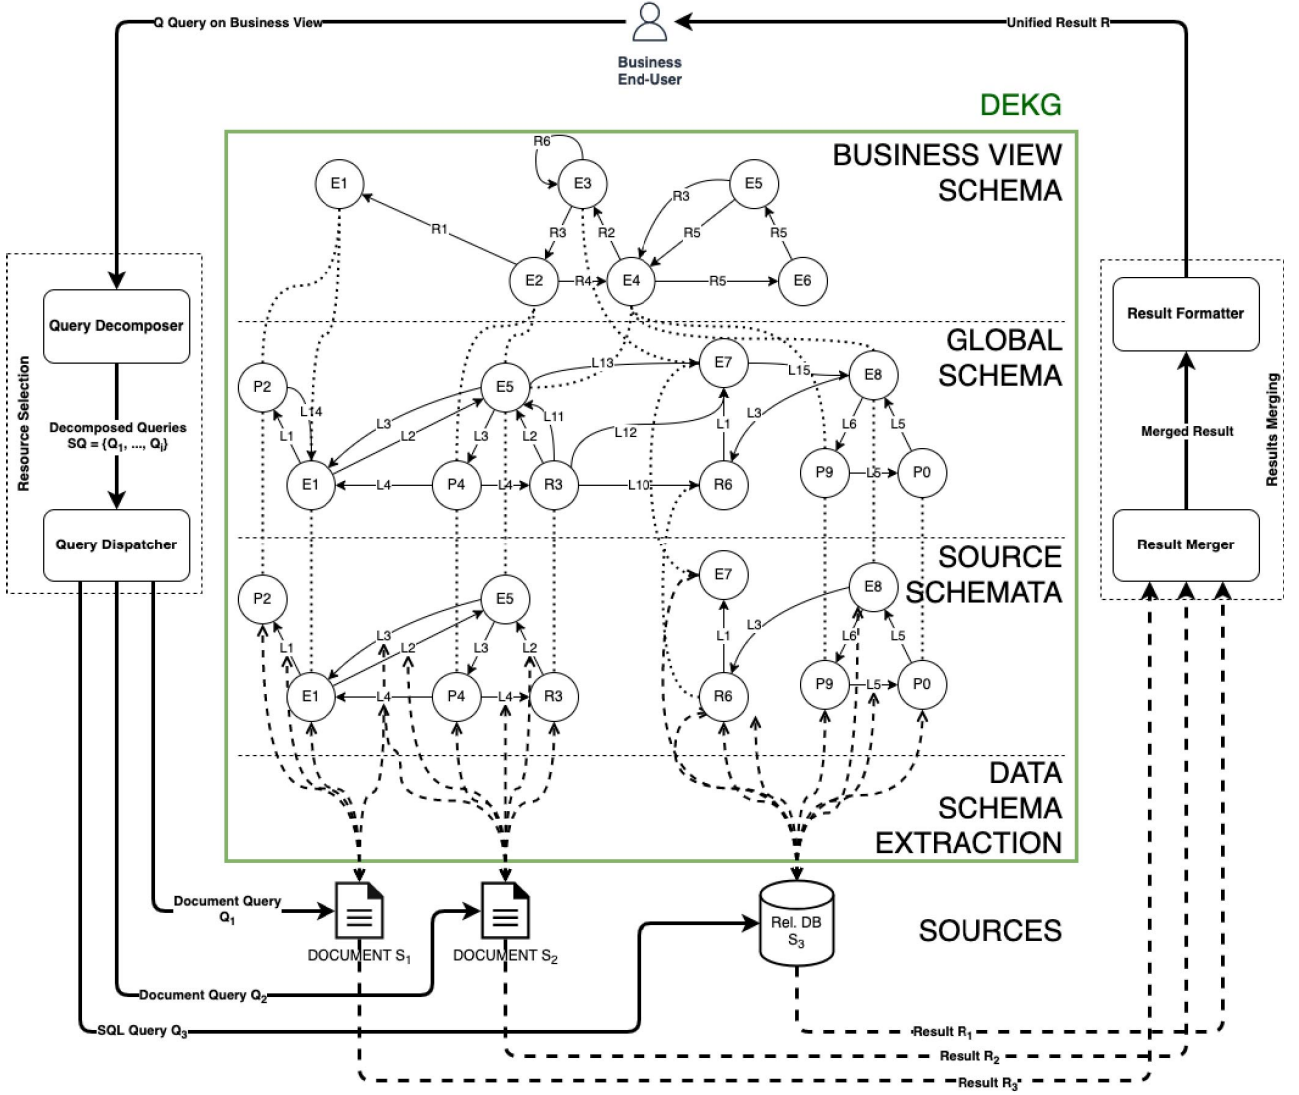 Q Query on Business View
Unified Result R
Business
End-User
DEKG
BUSINESS VIEW
SCHEMA
R6
E1
E3
E5
R3
R1
R3
R2
R5
R5
E2
R4
E4
R5
E6
Query Decomposer
Resource Selection
Decomposed Queries
SQ = {Q1, ..., Qi}
Query Dispatcher
Result Formatter
Merged Result
Results Merging
Result Merger
GLOBAL
SCHEMA
P2
E5
L13
E7
L15
E8
L14
L3
L11
L3
L1
L2
L3
L2
L12
L1
L6
L5
E1
L4
P4
L4
R3
L10
R6
P9
L5
P0
SOURCE
SCHEMATA
P2
E5
E7
E8
L1
L3
L2
L3
L2
L1
L3
L6
L5
E1
L4
P4
L4
R3
R6
P9
L5
P0
DATA
SCHEMA
EXTRACTION
Document Query
Q1
DOCUMENT S1
DOCUMENT S2
Rel. DB
S3
SOURCES
Document Query Q2
SQL Query Q3
Result R1
Result R2
Result R3